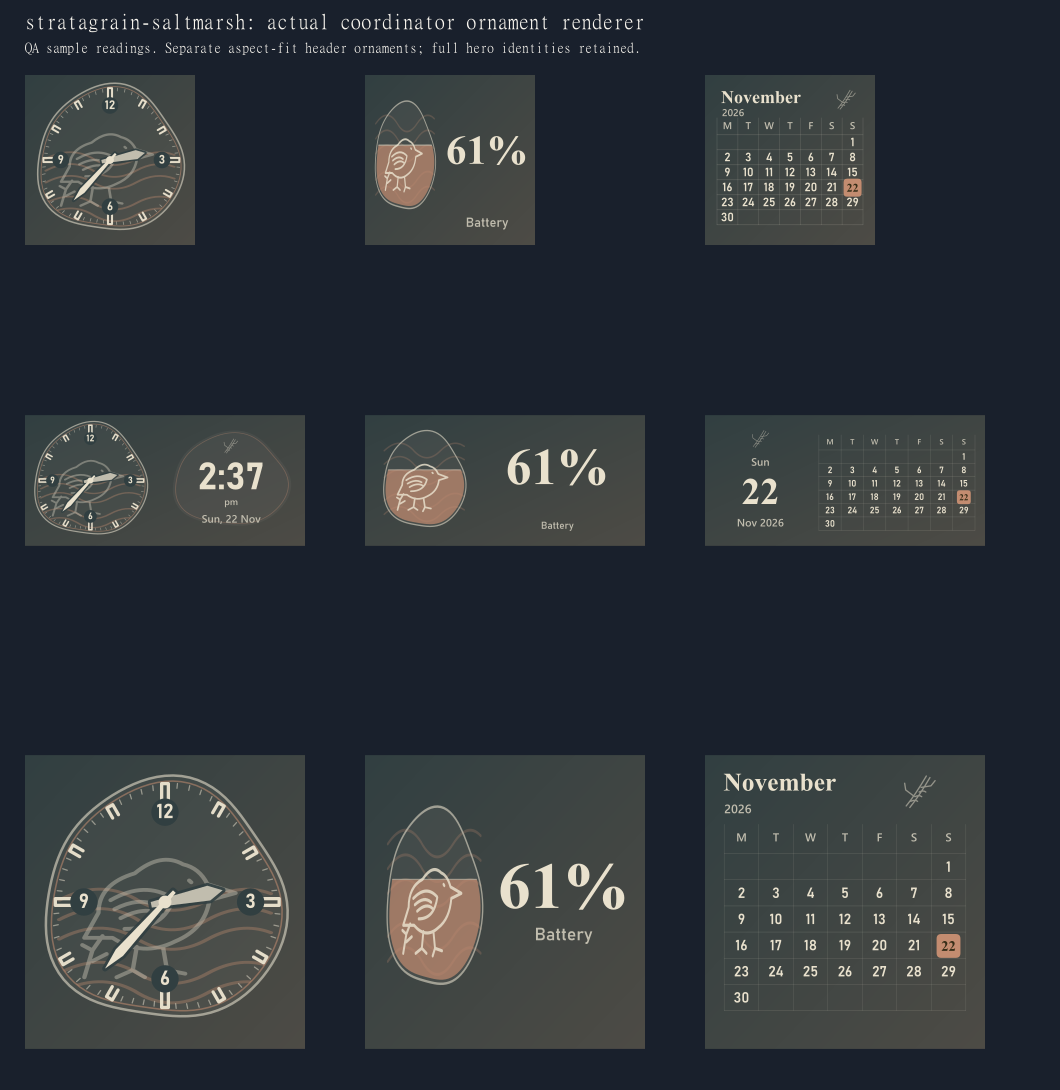 stratagrain-saltmarsh: actual coordinator ornament renderer
QA sample readings. Separate aspect-fit header ornaments; full hero identities retained.
12
9 3
6
61%
Battery
November
2026
M T W T F S S
1
2 3 4 5 6 7 8
9 10 11 12 13 14 15
16 17 18 19 20 21 22
23 24 25 26 27 28 29
30
12
9 3
6
2:37
pm
Sun, 22 Nov
61%
Battery
Sun
22
Nov 2026
M T W T F S S
1
2 3 4 5 6 7 8
9 10 11 12 13 14 15
16 17 18 19 20 21 22
23 24 25 26 27 28 29
30
12
9 3
6
61%
Battery
November
2026
M T W T F S S
1
2 3 4 5 6 7 8
9 10 11 12 13 14 15
16 17 18 19 20 21 22
23 24 25 26 27 28 29
30